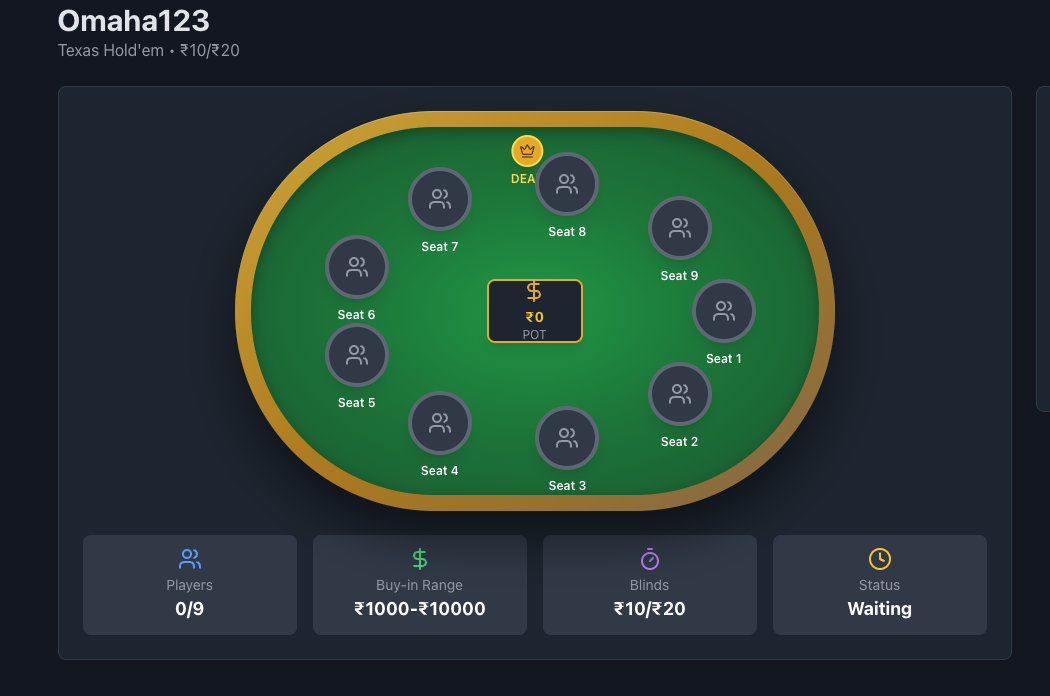 Omaha123
Texas Hold'em • ₹10/₹20
DEA
Seat 7
Seat 8
Seat 9
Seat 6
₹0
POT
Seat 1
Seat 5
Seat 2
Seat 4
Seat 3
Players
0/9
Buy-in Range
₹1000-₹10000
Blinds
₹10/₹20
Status
Waiting